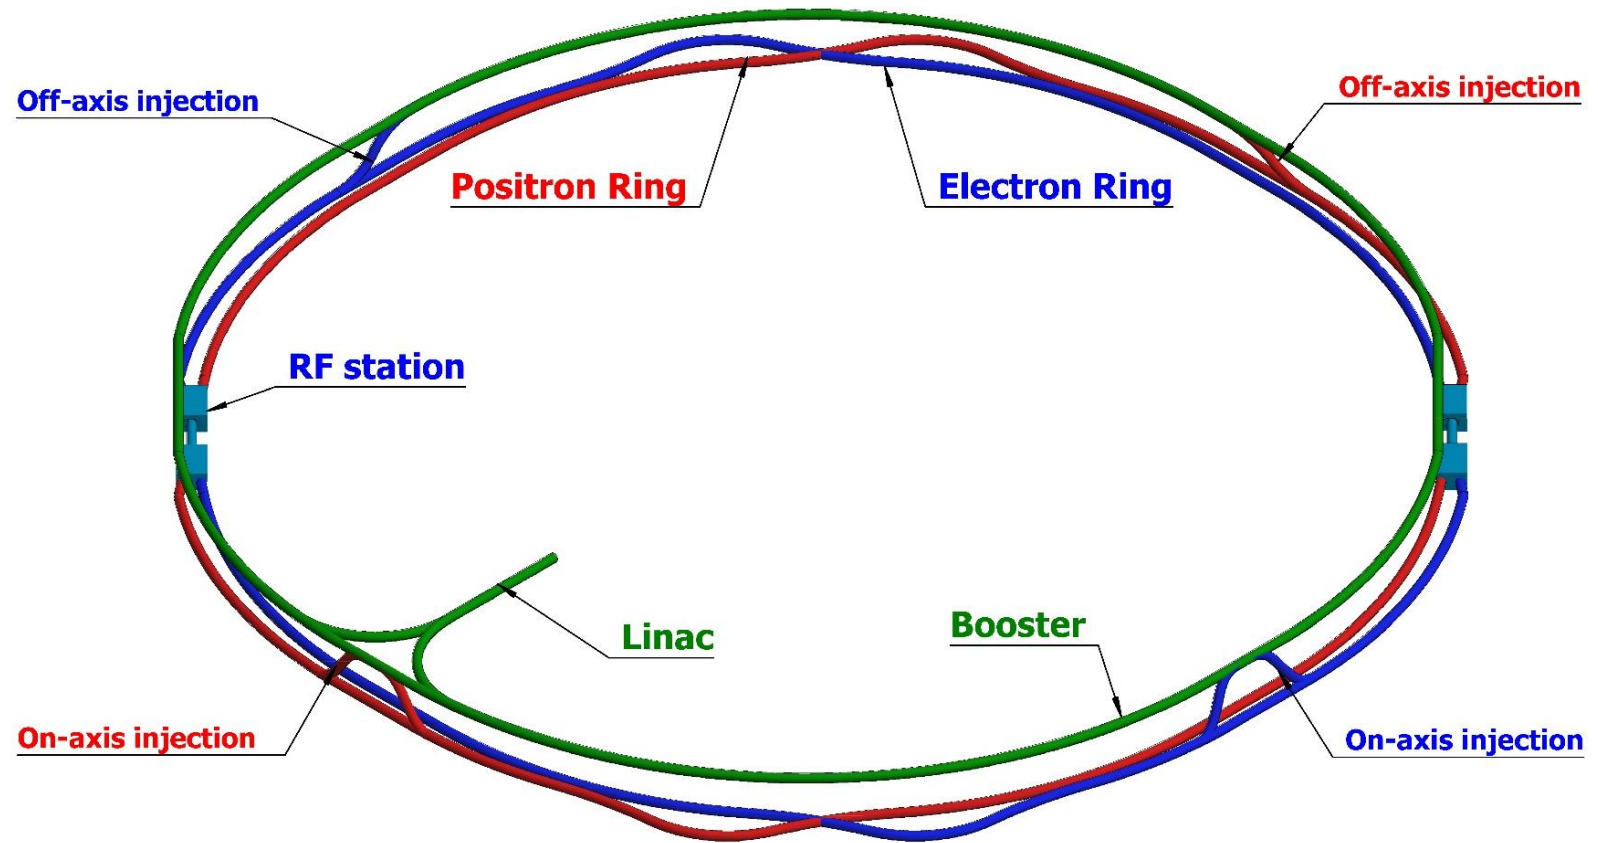 Off-axis injection
Off-axis injection
Positron Ring
Electron Ring
RF station
Linac
Booster
On-axis injection
On-axis injection